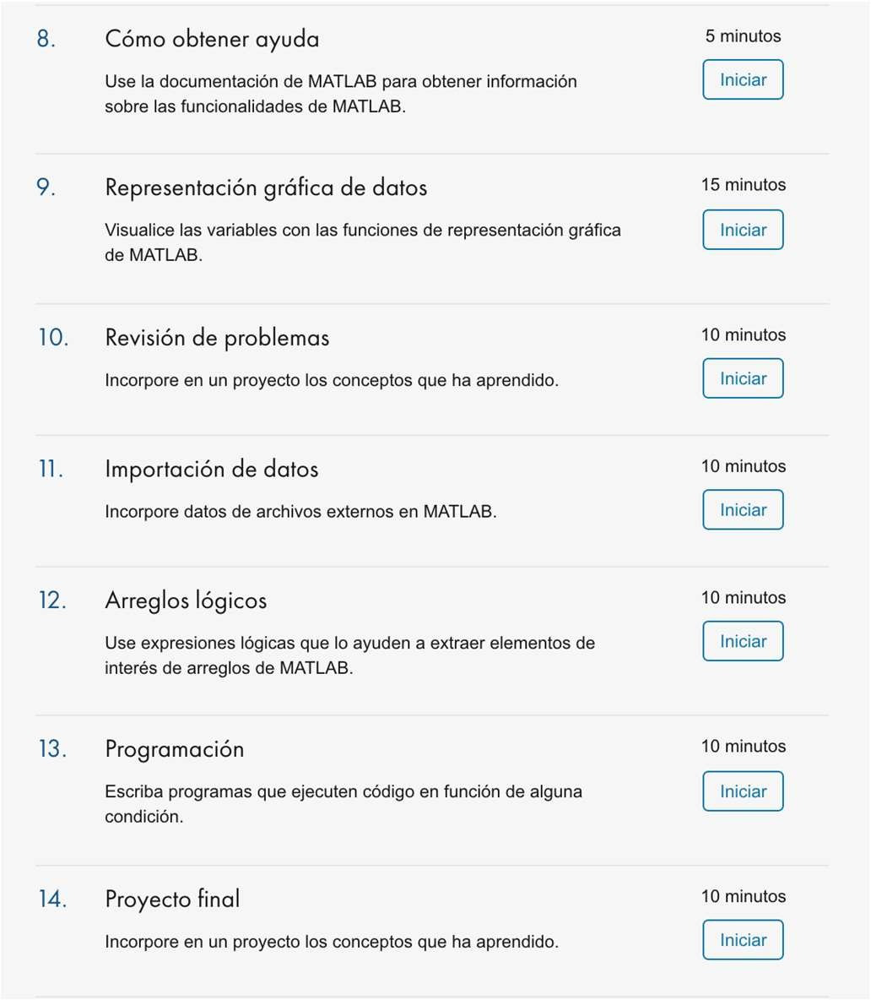 8. Cómo obtener ayuda 5 minutos
Use la documentación de MATLAB para obtener información Iniciar
sobre las funcionalidades de MATLAB.
9. Representación gráfica de datos 15 minutos
Visualice las variables con las funciones de representación gráfica Iniciar
de MATLAB.
10. Revisión de problemas 10 minutos
Incorpore en un proyecto los conceptos que ha aprendido. Iniciar
11. Importación de datos 10 minutos
Incorpore datos de archivos externos en MATLAB. Iniciar
12. Arreglos lógicos 10 minutos
Use expresiones lógicas que lo ayuden a extraer elementos de Iniciar
interés de arreglos de MATLAB.
13. Programación 10 minutos
Escriba programas que ejecuten código en función de alguna Iniciar
condición.
14. Proyecto final 10 minutos
Incorpore en un proyecto los conceptos que ha aprendido. Iniciar